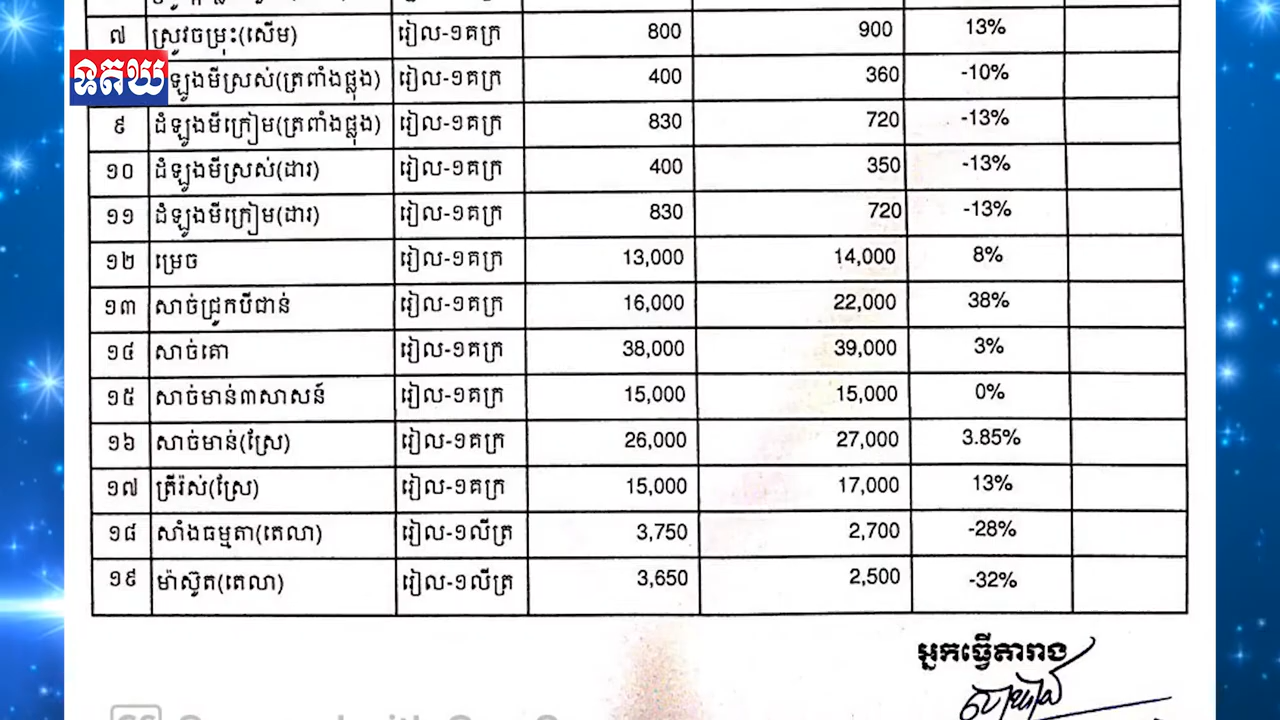 ៧ ស្រូវចម្រុះ(សើម) រៀល-១គក្រ 800 900 13%
ទតយ
ដំឡូងមីស្រស់(ត្រពាំងផ្លុង) រៀល-១គក្រ 400 360 -10%
៩ ដំឡូងមីក្រៀម(ត្រពាំងផ្លុង) រៀល-១គក្រ 830 720 -13%
១០ ដំឡូងមីស្រស់(ដារ) រៀល-១គក្រ 400 350 -13%
១១ ដំឡូងមីក្រៀម(ដារ) រៀល-១គក្រ 830 720 -13%
១២ ម្រេច រៀល-១គក្រ 13,000 14,000 8%
១៣ សាច់ជ្រូកបីជាន់ រៀល-១គក្រ 16,000 22,000 38%
១៤ សាច់គោ រៀល-១គក្រ 38,000 39,000 3%
១៥ សាច់មាន់៣សាសន៍ រៀល-១គក្រ 15,000 15,000 0%
១៦ សាច់មាន់(ស្រែ) រៀល-១គក្រ 26,000 27,000 3.85%
១៧ ត្រីរ៉ស់(ស្រែ) រៀល-១គក្រ 15,000 17,000 13%
១៨ សាំងធម្មតា(តេលា) រៀល-១លីត្រ 3,750 2,700 -28%
១៩ ម៉ាស៊ូត(តេលា) រៀល-១លីត្រ 3,650 2,500 -32%
អ្នកធ្វើតារាង